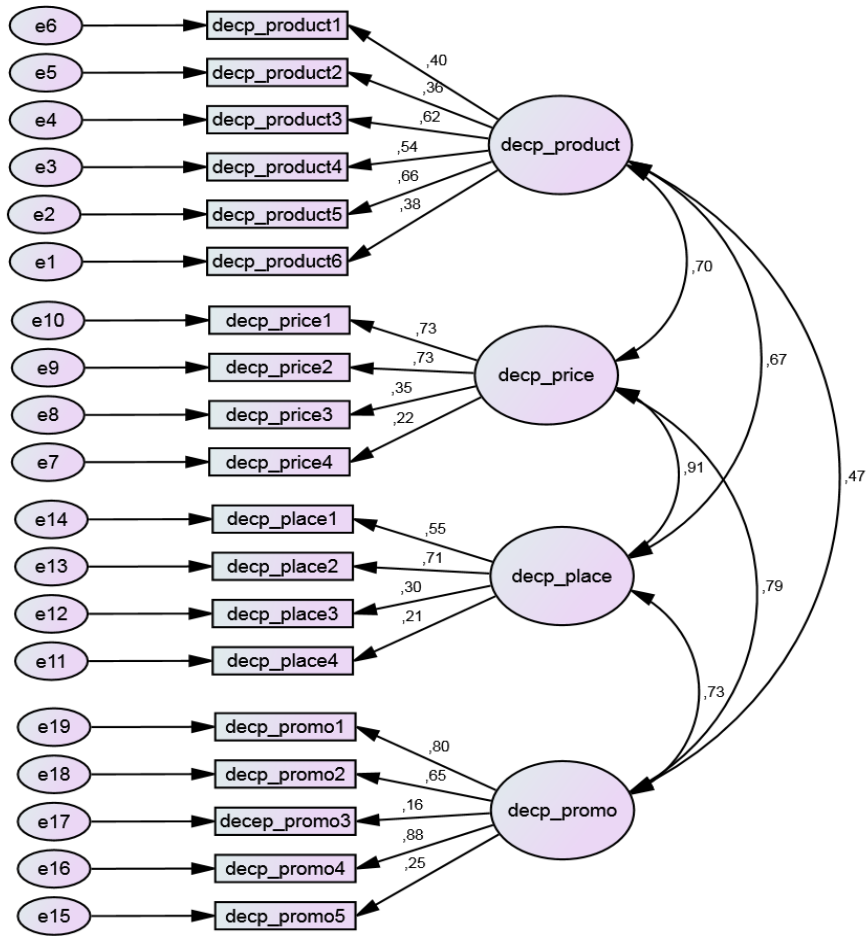 e6
decp_product1
e5
decp_product2
e4
decp_product3
e3
decp_product4
e2
decp_product5
e1
decp_product6
,40
,36
,62
,54
,66
,38
decp_product
e10
decp_price1
e9
decp_price2
e8
decp_price3
e7
decp_price4
,73
,73
,35
,22
decp_price
e14
decp_place1
e13
decp_place2
e12
decp_place3
e11
decp_place4
,55
,71
,30
,21
decp_place
e19
decp_promo1
e18
decp_promo2
e17
decep_promo3
e16
decp_promo4
e15
decp_promo5
,80
,65
,16
,88
,25
decp_promo
,70
,67
,91
,47
,79
,73